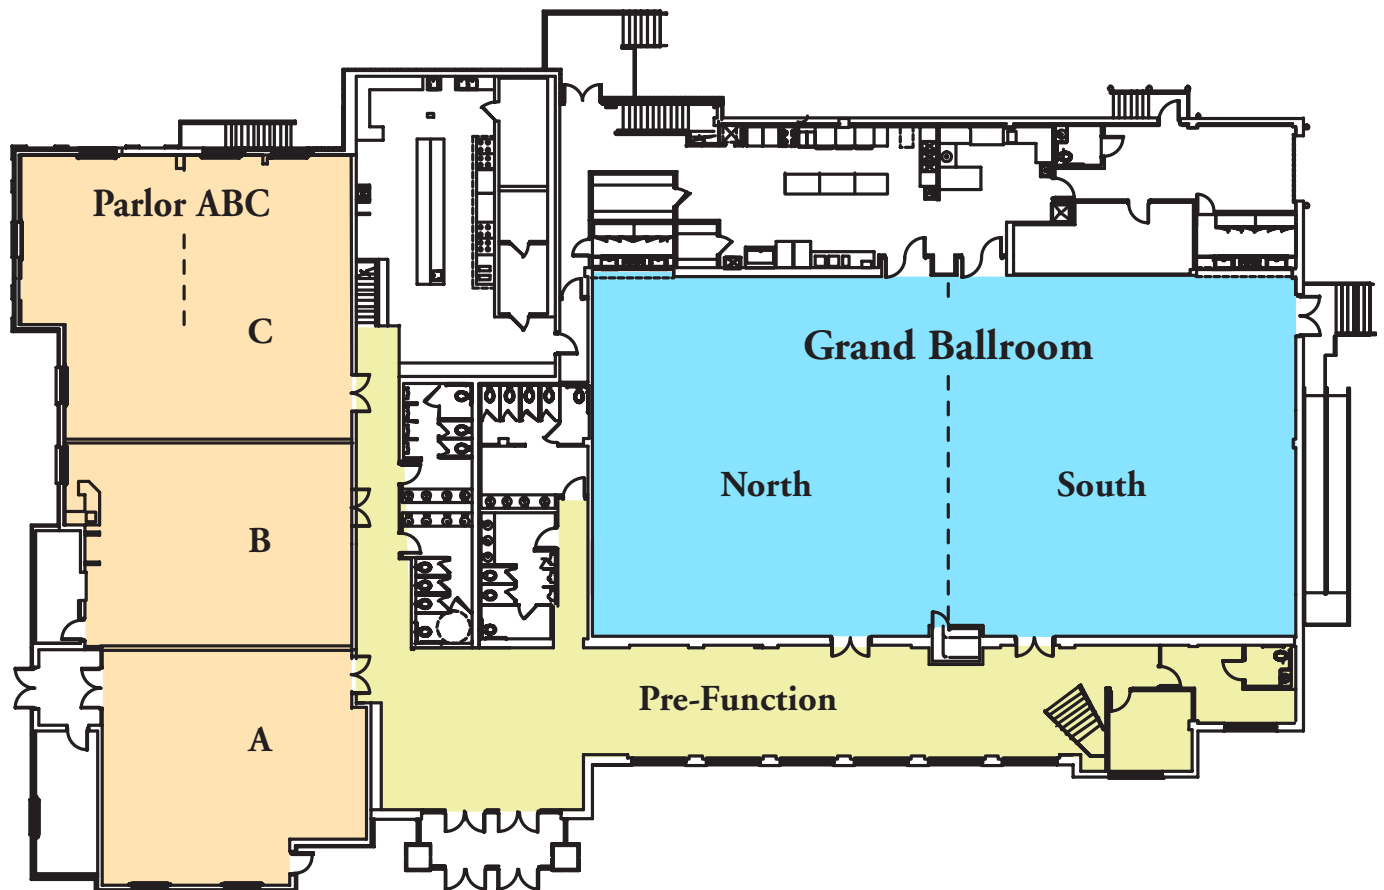 Parlor ABC
C
Grand Ballroom
North
South
B
Pre-Function
A